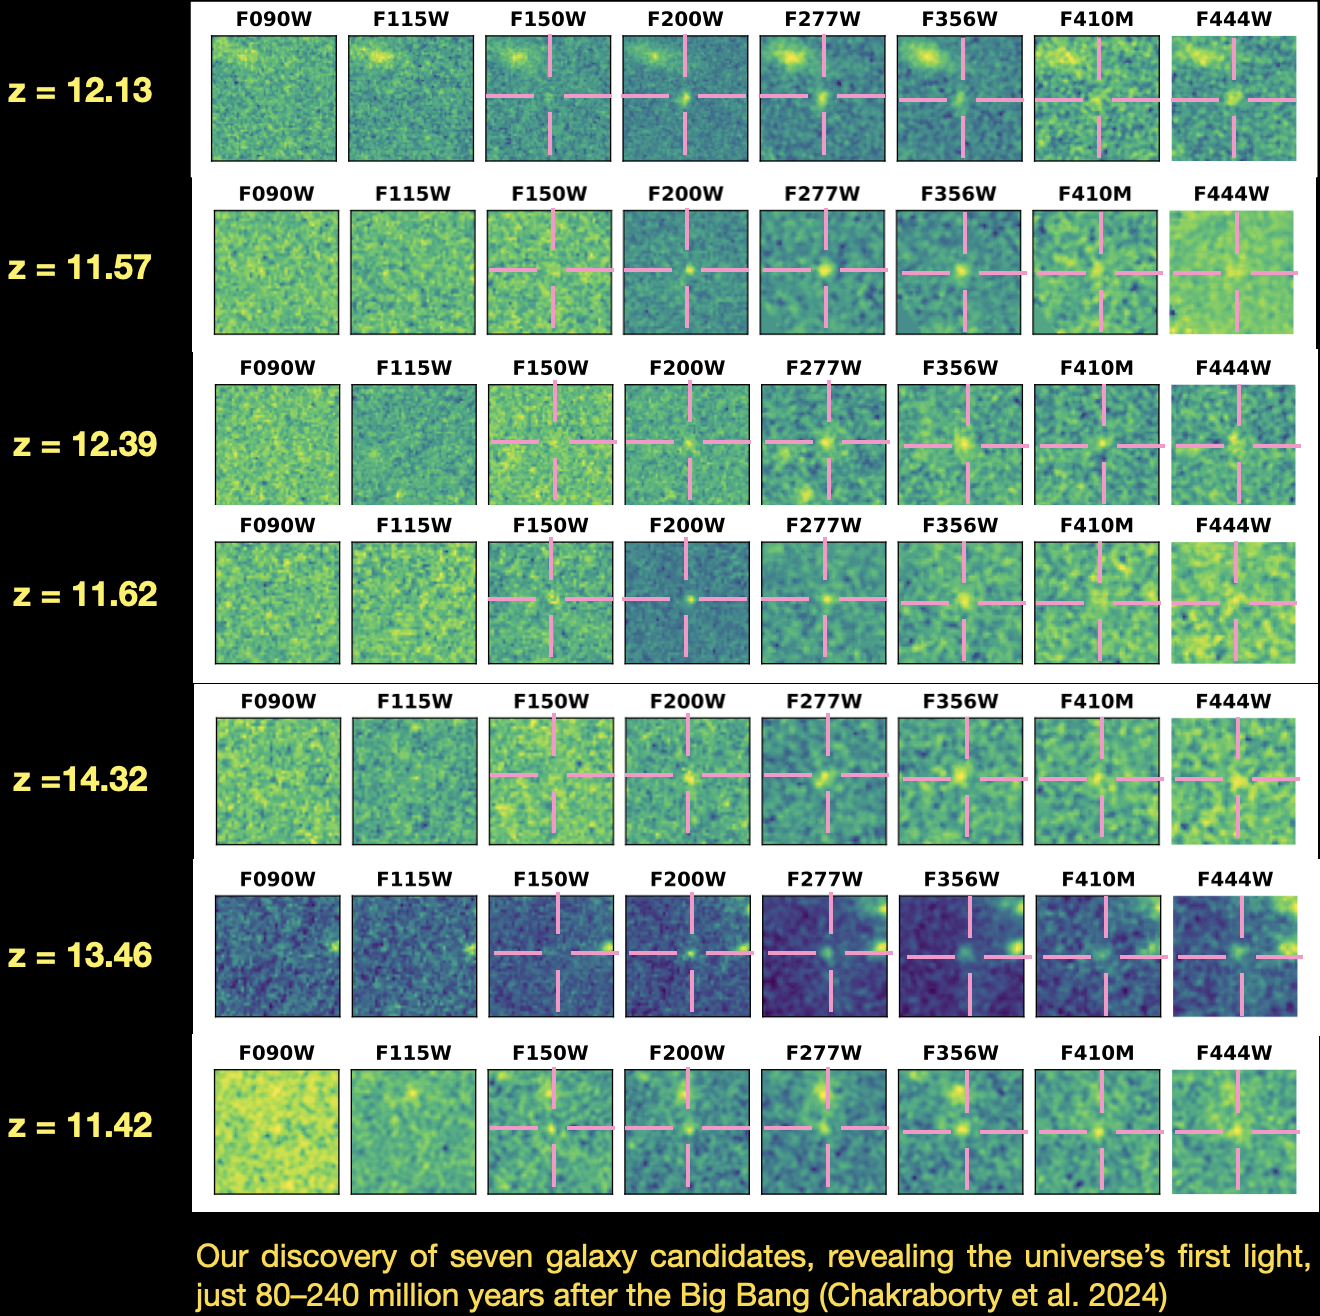 F090W F115W F150W F200W F277W F356W F410M F444W
z = 12.13
F090W F115W F150W F200W F277W F356W F410M F444W
z = 11.57
F090W F115W F150W F200W F277W F356W F410M F444W
z = 12.39
F090W F115W F150W F200W F277W F356W F410M F444W
z = 11.62
F090W F115W F150W F200W F277W F356W F410M F444W
z =14.32
F090W F115W F150W F200W F277W F356W F410M F444W
z = 13.46
F090W F115W F150W F200W F277W F356W F410M F444W
z = 11.42
Our discovery of seven galaxy candidates, revealing the universe’s first light,
just 80–240 million years after the Big Bang (Chakraborty et al. 2024)